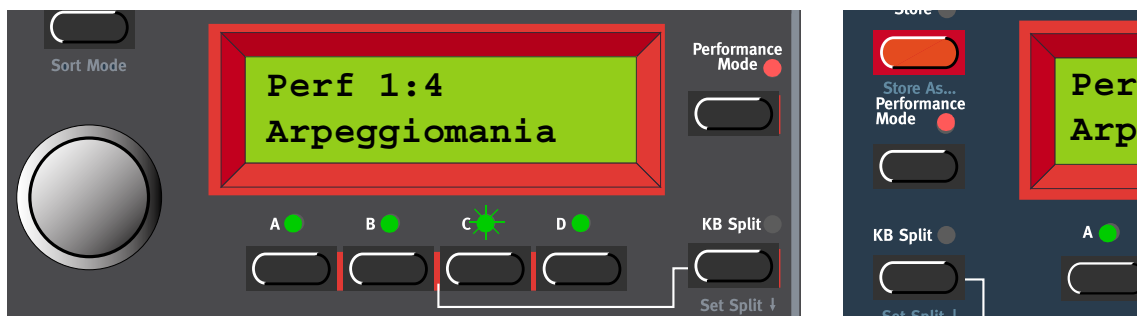 Sort Mode
Perf 1:4
Arpeggiomania
Performance
Mode
A
B
C
D
KB Split
Set Split ↓
Store
Store As...
Performance
Mode
Per
Arp
KB Split
A
Set Split ↓